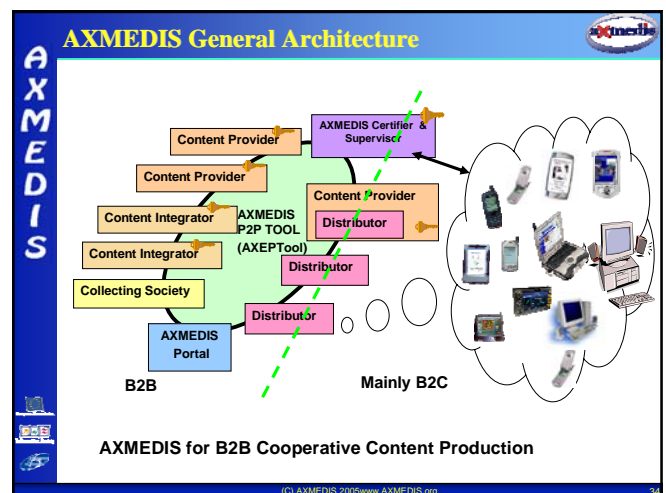 AXMEDIS General Architecture
axmedis
AXMEDIS
AXMEDIS Certifier &
Supervisor
Content Provider
Content Provider
Content Integrator
Content Integrator
Collecting Society
AXMEDIS
Portal
AXMEDIS
P2P TOOL
(AXEPTool)
Content Provider
Distributor
Distributor
Distributor
B2B
Mainly B2C
AXMEDIS for B2B Cooperative Content Production
(C) AXMEDIS 2005www.AXMEDIS.org
34